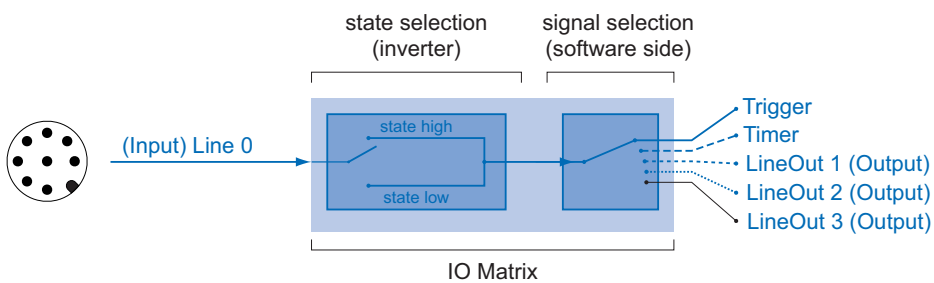 state selection
(inverter)
signal selection
(software side)
(Input) Line 0
state high
state low
Trigger
Timer
LineOut 1 (Output)
LineOut 2 (Output)
LineOut 3 (Output)
IO Matrix